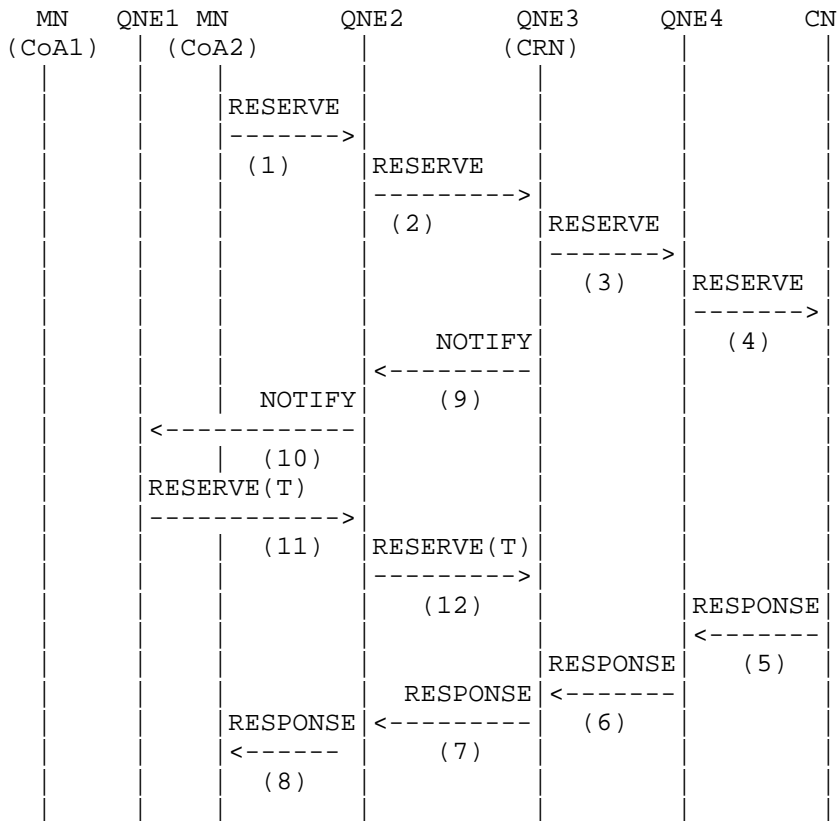 MN QNE1 MN QNE2 QNE3 QNE4 CN
(CoA1) (CoA2) (CRN)
RESERVE
(1) RESERVE
(2) RESERVE
(3) RESERVE
NOTIFY (4)
NOTIFY (9)
(10)
RESERVE(T)
(11) RESERVE(T)
(12) RESPONSE
RESPONSE (5)
RESPONSE (6)
RESPONSE (7)
(8)